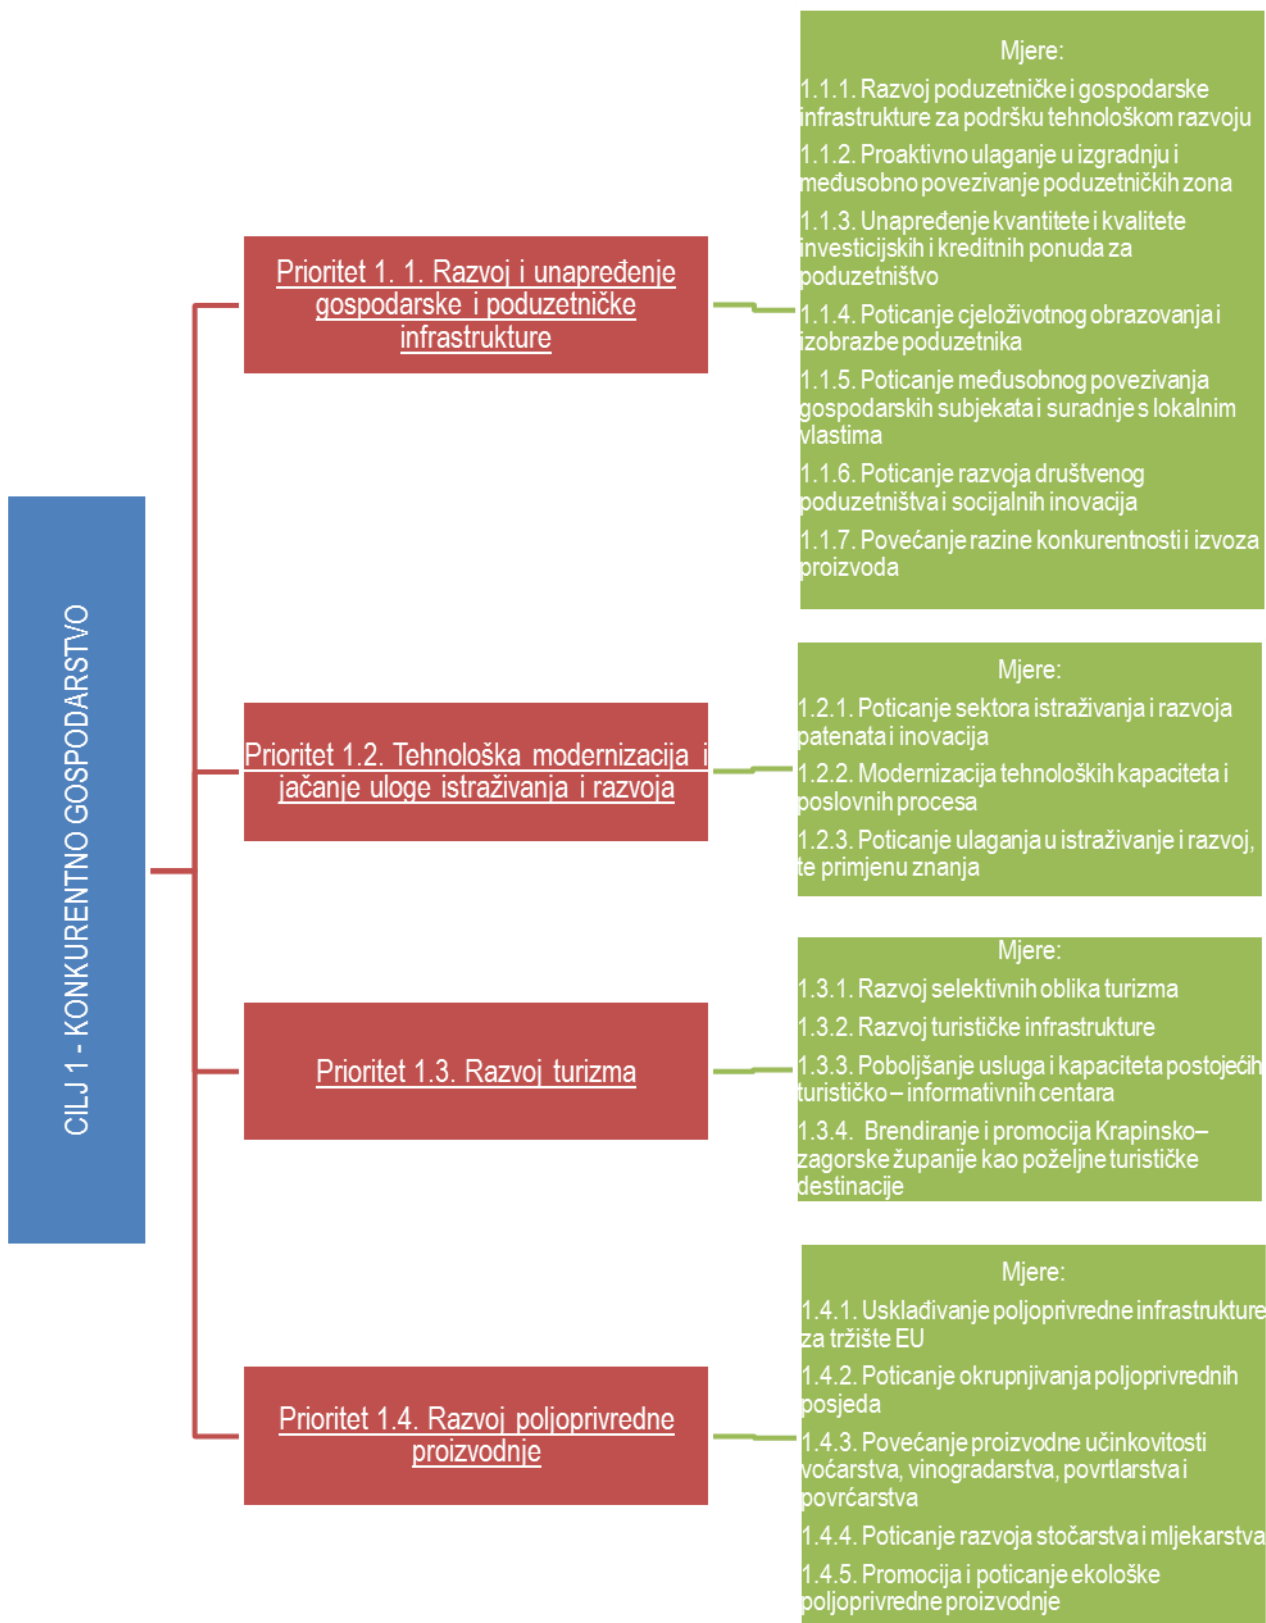 CILJ 1 - KONKURENTNO GOSPODARSTVO
Prioritet 1. 1. Razvoj i unapređenje
gospodarske i poduzetničke
infrastrukture
Mjere:
1.1.1. Razvoj poduzetničke i gospodarske
infrastrukture za podršku tehnološkom razvoju
1.1.2. Proaktivno ulaganje u izgradnju i
međusobno povezivanje poduzetničkih zona
1.1.3. Unapređenje kvantitete i kvalitete
investicijskih i kreditnih ponuda za
poduzetništvo
1.1.4. Poticanje cjeloživotnog obrazovanja i
izobrazbe poduzetnika
1.1.5. Poticanje međusobnog povezivanja
gospodarskih subjekata i suradnje s lokalnim
vlastima
1.1.6. Poticanje razvoja društvenog
poduzetništva i socijalnih inovacija
1.1.7. Povećanje razine konkurentnosti i izvoza
proizvoda
Prioritet 1.2. Tehnološka modernizacija i
jačanje uloge istraživanja i razvoja
Mjere:
1.2.1. Poticanje sektora istraživanja i razvoja
patenata i inovacija
1.2.2. Modernizacija tehnoloških kapaciteta i
poslovnih procesa
1.2.3. Poticanje ulaganja u istraživanje i razvoj,
te primjenu znanja
Prioritet 1.3. Razvoj turizma
Mjere:
1.3.1. Razvoj selektivnih oblika turizma
1.3.2. Razvoj turističke infrastrukture
1.3.3. Poboljšanje usluga i kapaciteta postojećih
turističko – informativnih centara
1.3.4. Brendiranje i promocija Krapinsko–
zagorske županije kao poželjne turističke
destinacije
Prioritet 1.4. Razvoj poljoprivredne
proizvodnje
Mjere:
1.4.1. Usklađivanje poljoprivredne infrastrukture
za tržište EU
1.4.2. Poticanje okrupnjivanja poljoprivrednih
posjeda
1.4.3. Povećanje proizvodne učinkovitosti
voćarstva, vinogradarstva, povrtlarstva i
povrćarstva
1.4.4. Poticanje razvoja stočarstva i mljekarstva
1.4.5. Promocija i poticanje ekološke
poljoprivredne proizvodnje